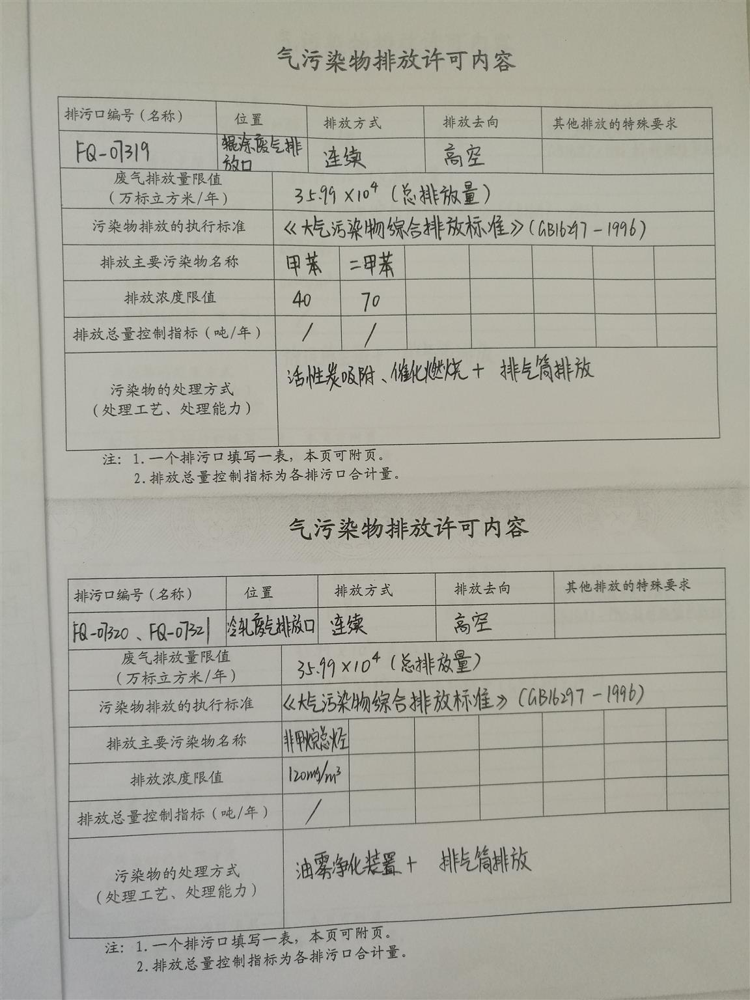 气污染物排放许可内容
排污口编号（名称） 位置 排放方式 排放去向 其他排放的特殊要求
FQ-07319 辊涂废气排放口 连续 高空
废气排放量限值
（万标立方米/年） 35.99×10⁴（总排放量）
污染物排放的执行标准 《大气污染物综合排放标准》(GB16297-1996)
排放主要污染物名称 甲苯 二甲苯
排放浓度限值 40 70
排放总量控制指标（吨/年） / /
污染物的处理方式
（处理工艺、处理能力） 活性炭吸附、催化燃烧+ 排气筒排放
注：1.一个排污口填写一表，本页可附页。
2.排放总量控制指标为各排污口合计量。
气污染物排放许可内容
排污口编号（名称） 位置 排放方式 排放去向 其他排放的特殊要求
FQ-07320、FQ-07321 冷轧废气排放口 连续 高空
废气排放量限值
（万标立方米/年） 35.99×10⁴（总排放量）
污染物排放的执行标准 《大气污染物综合排放标准》(GB16297-1996)
排放主要污染物名称 非甲烷总烃
排放浓度限值 120mg/m³
排放总量控制指标（吨/年） /
污染物的处理方式
（处理工艺、处理能力） 油雾净化装置+ 排气筒排放
注：1.一个排污口填写一表，本页可附页。
2.排放总量控制指标为各排污口合计量。